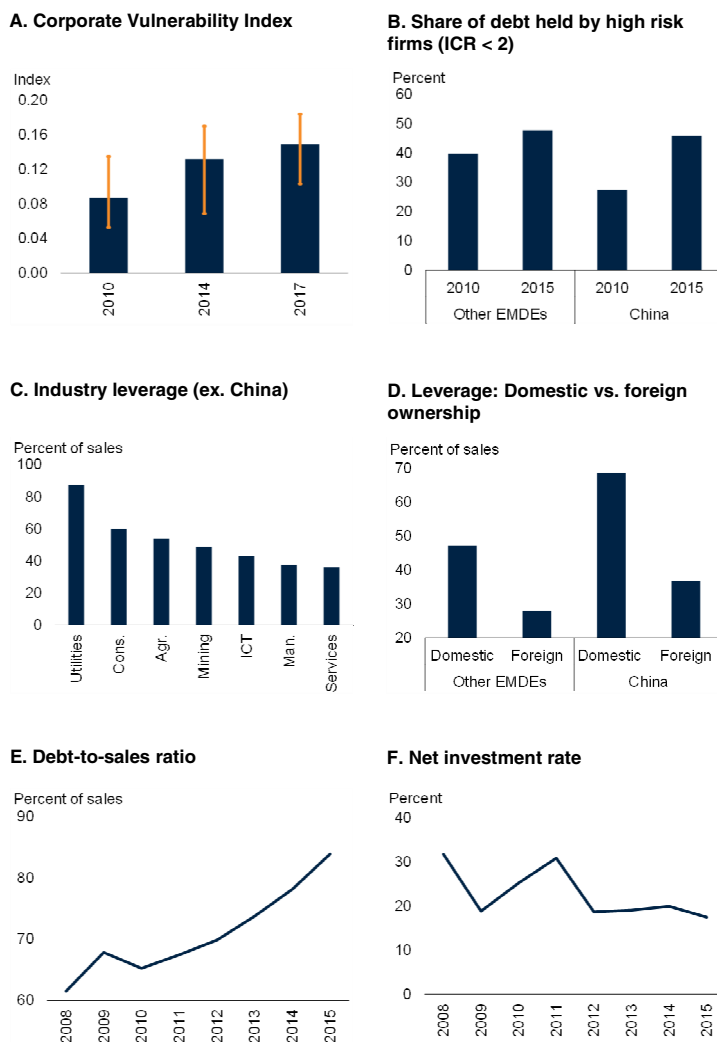 A. Corporate Vulnerability Index
Index
0.20
0.16
0.12
0.08
0.04
0.00
2010
2014
2017
B. Share of debt held by high risk
firms (ICR < 2)
Percent
60
50
40
30
20
10
0
2010 2015 2010 2015
Other EMDEs China
C. Industry leverage (ex. China)
Percent of sales
100
80
60
40
20
0
Utilities
Cons.
Agr.
Mining
ICT
Man.
Services
D. Leverage: Domestic vs. foreign
ownership
Percent of sales
70
60
50
40
30
20
Domestic Foreign Domestic Foreign
Other EMDEs China
E. Debt-to-sales ratio
Percent of sales
90
80
70
60
2008
2009
2010
2011
2012
2013
2014
2015
F. Net investment rate
Percent
40
30
20
10
0
2008
2009
2010
2011
2012
2013
2014
2015